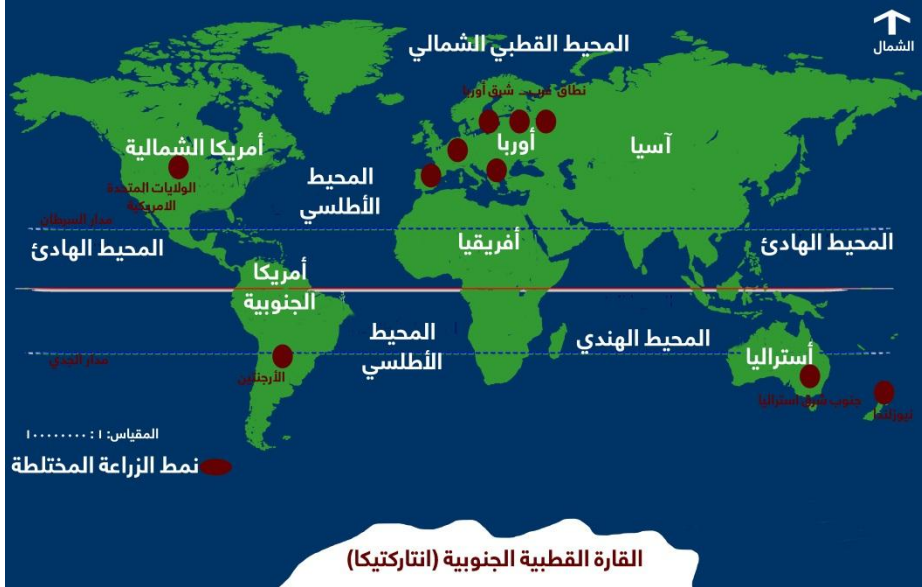 المحيط القطبي الشمالي
الشمال
نطاق غرب - شرق أوربا
أمريكا الشمالية
أوربا
آسيا
الولايات المتحدة
الامريكية
المحيط
الأطلسي
مدار السرطان
المحيط الهادئ
أفريقيا
المحيط الهادئ
أمريكا
الجنوبية
المحيط
الأطلسي
المحيط الهندي
أستراليا
مدار الجدي
الأرجنتين
جنوب شرق استراليا
نيوزلندا
المقياس: ١ : ١٠٠٠٠٠٠٠٠
نمط الزراعة المختلطة
القارة القطبية الجنوبية (انتاركتيكا)